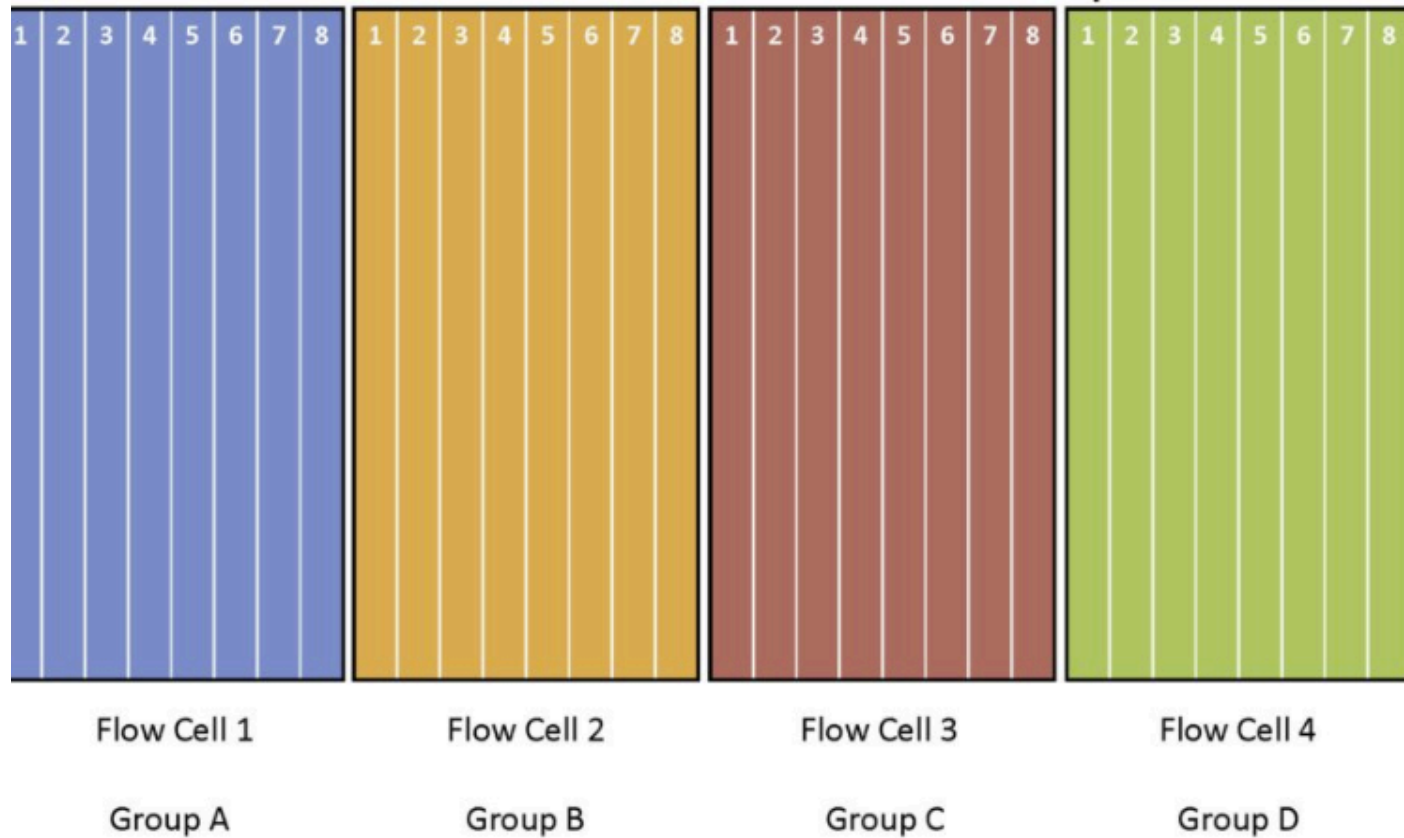 1 2 3 4 5 6 7 8 1 2 3 4 5 6 7 8 1 2 3 4 5 6 7 8 1 2 3 4 5 6 7 8
Flow Cell 1 Flow Cell 2 Flow Cell 3 Flow Cell 4
Group A Group B Group C Group D